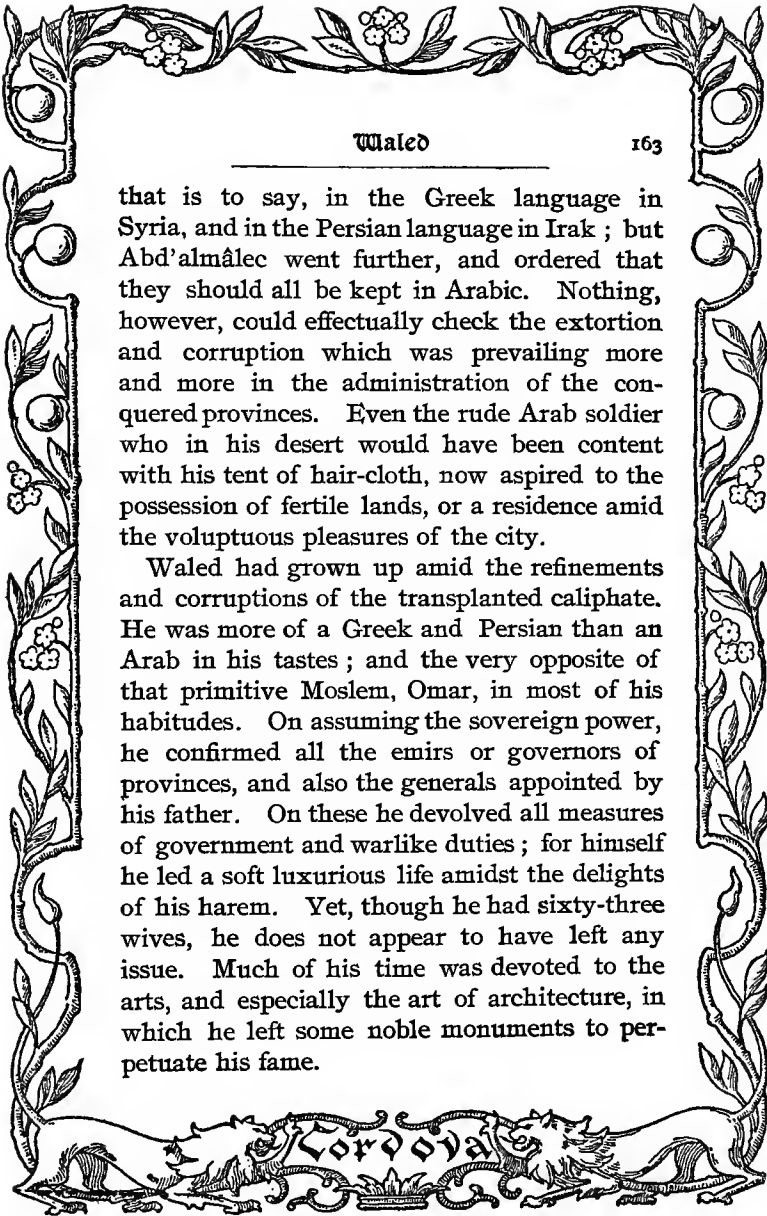 Waled 163
that is to say, in the Greek language in
Syria, and in the Persian language in Irak ; but
Abd’almâlec went further, and ordered that
they should all be kept in Arabic. Nothing,
however, could effectually check the extortion
and corruption which was prevailing more
and more in the administration of the con-
quered provinces. Even the rude Arab soldier
who in his desert would have been content
with his tent of hair-cloth, now aspired to the
possession of fertile lands, or a residence amid
the voluptuous pleasures of the city.
Waled had grown up amid the refinements
and corruptions of the transplanted caliphate.
He was more of a Greek and Persian than an
Arab in his tastes ; and the very opposite of
that primitive Moslem, Omar, in most of his
habitudes. On assuming the sovereign power,
he confirmed all the emirs or governors of
provinces, and also the generals appointed by
his father. On these he devolved all measures
of government and warlike duties ; for himself
he led a soft luxurious life amidst the delights
of his harem. Yet, though he had sixty-three
wives, he does not appear to have left any
issue. Much of his time was devoted to the
arts, and especially the art of architecture, in
which he left some noble monuments to per-
petuate his fame.
Cordova